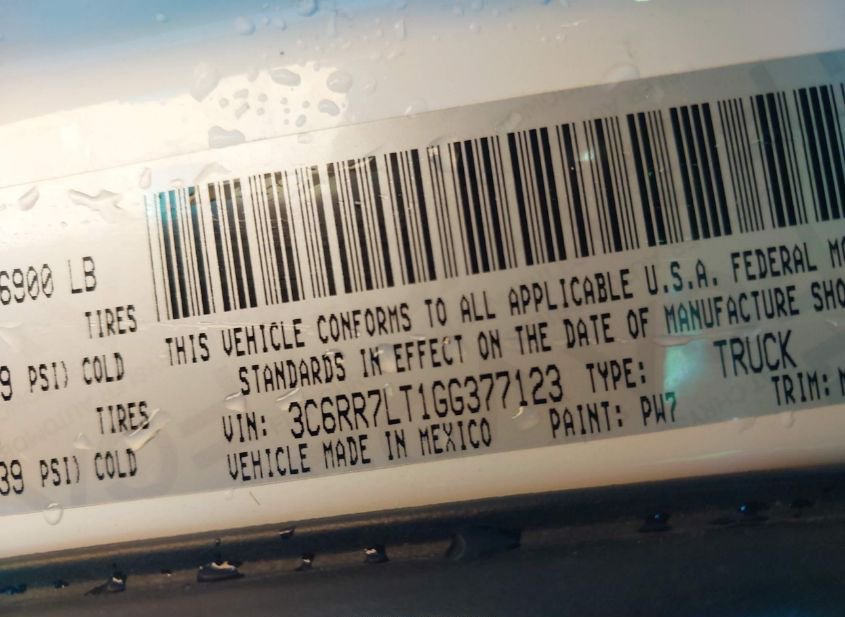 6900 LB
TIRES
9 PSI) COLD
TIRES
39 PSI) COLD
THIS VEHICLE CONFORMS TO ALL APPLICABLE U.S.A. FEDERAL
STANDARDS IN EFFECT ON THE DATE OF MANUFACTURE
VIN: 3C6RR7LT1GG377123 TYPE: TRUCK
VEHICLE MADE IN MEXICO PAINT: PW7 TRIM: